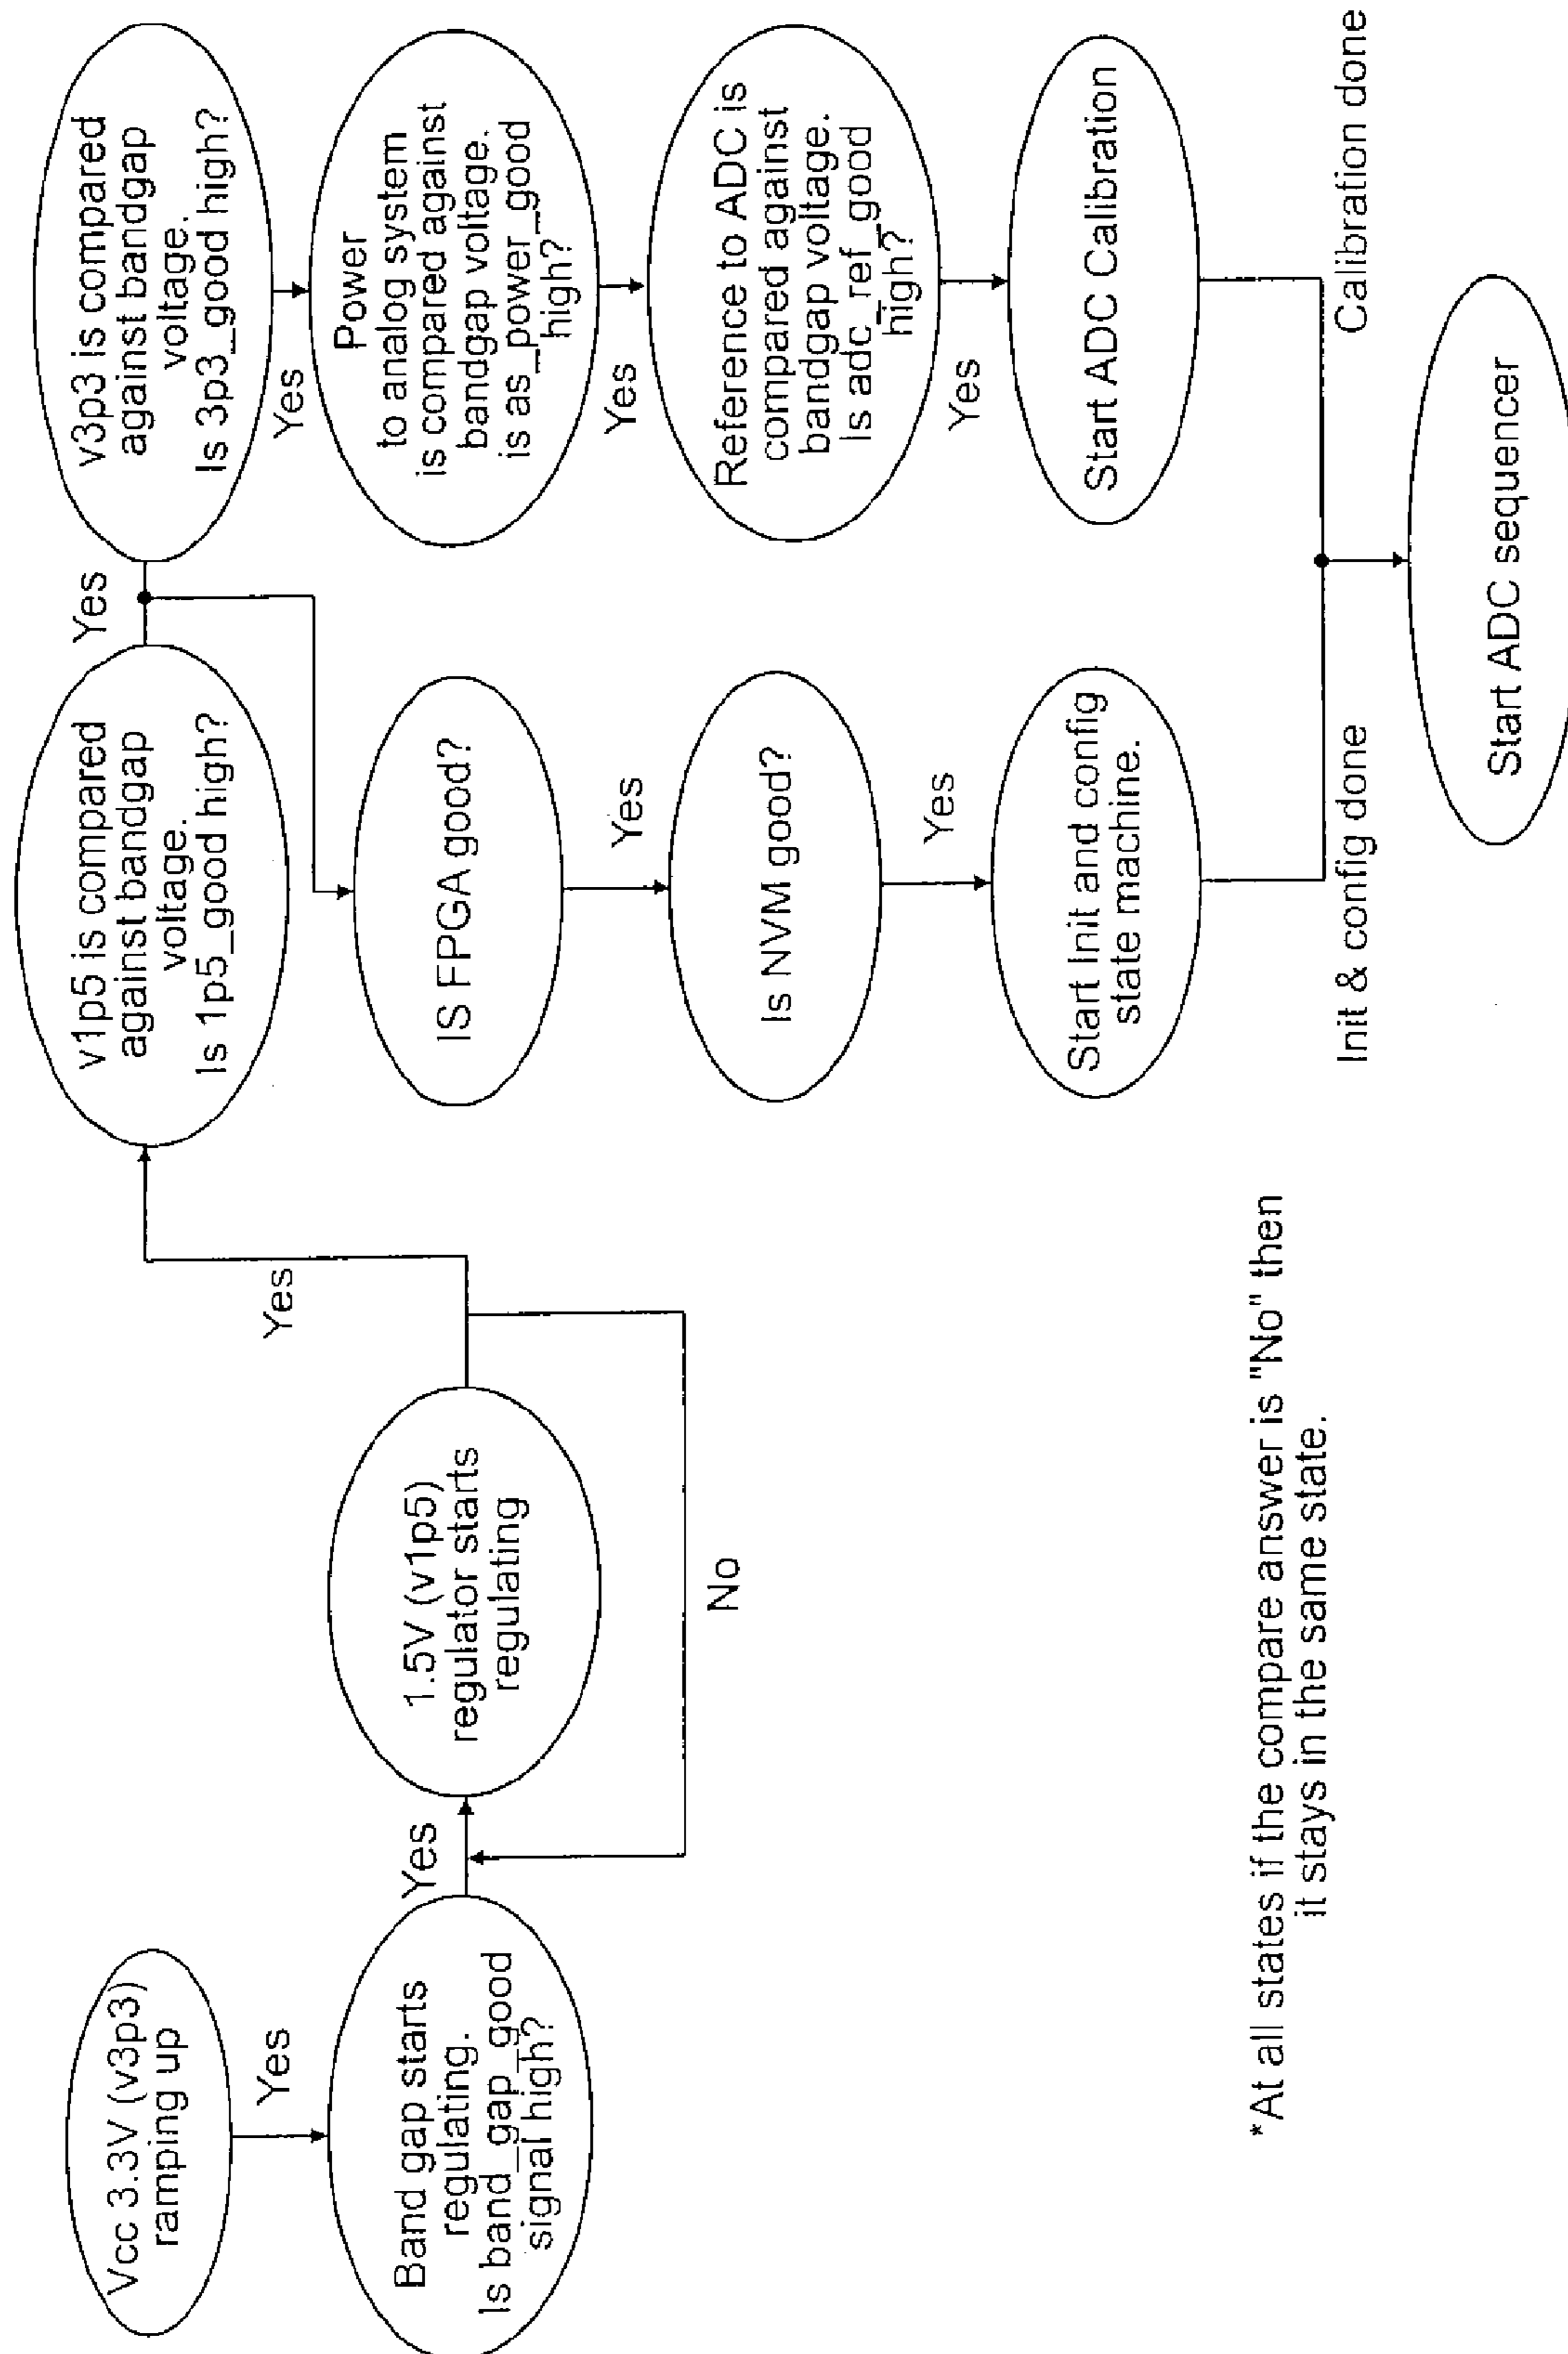 Vcc 3.3V (v3p3)
ramping up
Yes
Band gap starts
regulating.
Is band_gap_good
signal high?
Yes
1.5V (v1p5)
regulator starts
regulating
No
Yes
v1p5 is compared
against bandgap
voltage.
Is 1p5_good high?
Yes
IS FPGA good?
Yes
Is NVM good?
Yes
Start Init and config
state machine.
Init & config done
v3p3 is compared
against bandgap
voltage.
Is 3p3_good high?
Yes
Power
to analog system
is compared against
bandgap voltage.
is as_power_good
high?
Yes
Reference to ADC is
compared against
bandgap voltage.
Is adc_ref_good
high?
Yes
Start ADC Calibration
Calibration done
Start ADC sequencer
*At all states if the compare answer is "No" then
it stays in the same state.